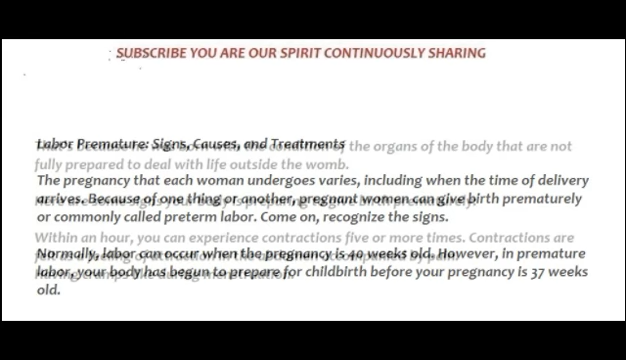 SUBSCRIBE YOU ARE OUR SPIRIT CONTINUOUSLY SHARING
Labor Premature: Signs, Causes, and Treatments
the organs of the body that are not
fully prepared to deal with life outside the womb.
The pregnancy that each woman undergoes varies, including when the time of delivery
arrives. Because of one thing or another, pregnant women can give birth prematurely
or commonly called preterm labor. Come on, recognize the signs.
Within an hour, you can experience contractions five or more times. Contractions are
Normally, labor can occur when the pregnancy is 40 weeks old. However, in premature
labor, your body has begun to prepare for childbirth before your pregnancy is 37 weeks
old.